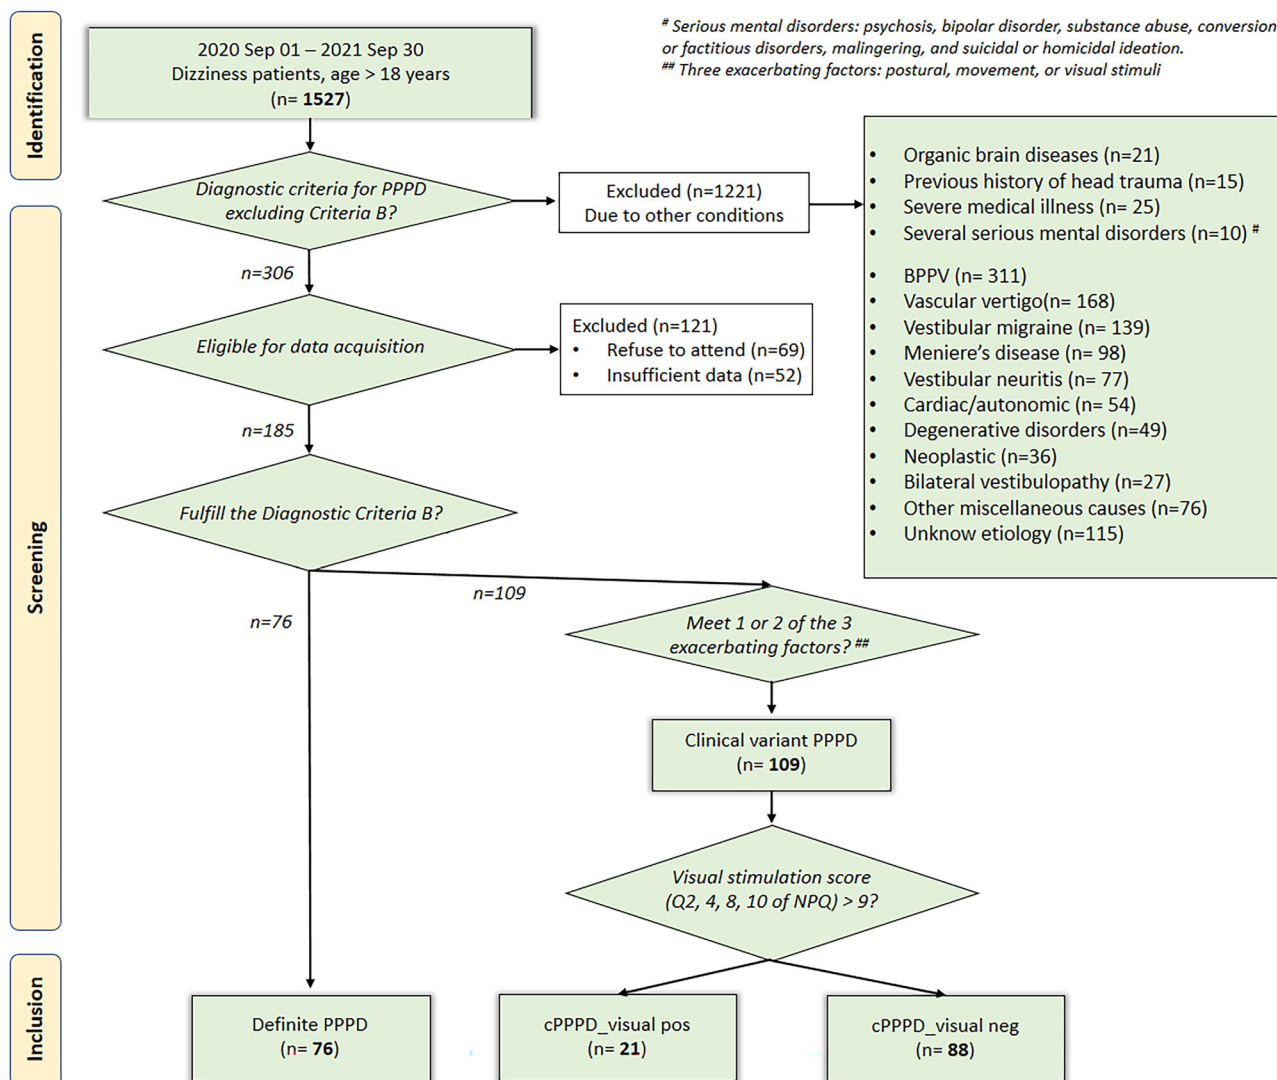 # Serious mental disorders: psychosis, bipolar disorder, substance abuse, conversion
or factitious disorders, malingering, and suicidal or homicidal ideation.
## Three exacerbating factors: postural, movement, or visual stimuli
Identification
2020 Sep 01 – 2021 Sep 30
Dizziness patients, age > 18 years
(n= 1527)
Diagnostic criteria for PPPD
excluding Criteria B?
Excluded (n=1221)
Due to other conditions
• Organic brain diseases (n=21)
• Previous history of head trauma (n=15)
• Severe medical illness (n= 25)
• Several serious mental disorders (n=10) #
• BPPV (n= 311)
• Vascular vertigo(n= 168)
• Vestibular migraine (n= 139)
• Meniere's disease (n= 98)
• Vestibular neuritis (n= 77)
• Cardiac/autonomic (n= 54)
• Degenerative disorders (n=49)
• Neoplastic (n=36)
• Bilateral vestibulopathy (n=27)
• Other miscellaneous causes (n=76)
• Unknow etiology (n=115)
Screening
n=306
Eligible for data acquisition
Excluded (n=121)
• Refuse to attend (n=69)
• Insufficient data (n=52)
n=185
Fulfill the Diagnostic Criteria B?
n=109
n=76
Meet 1 or 2 of the 3
exacerbating factors? ##
Clinical variant PPPD
(n= 109)
Visual stimulation score
(Q2, 4, 8, 10 of NPQ) > 9?
Inclusion
Definite PPPD
(n= 76)
cPPPD_visual pos
(n= 21)
cPPPD_visual neg
(n= 88)